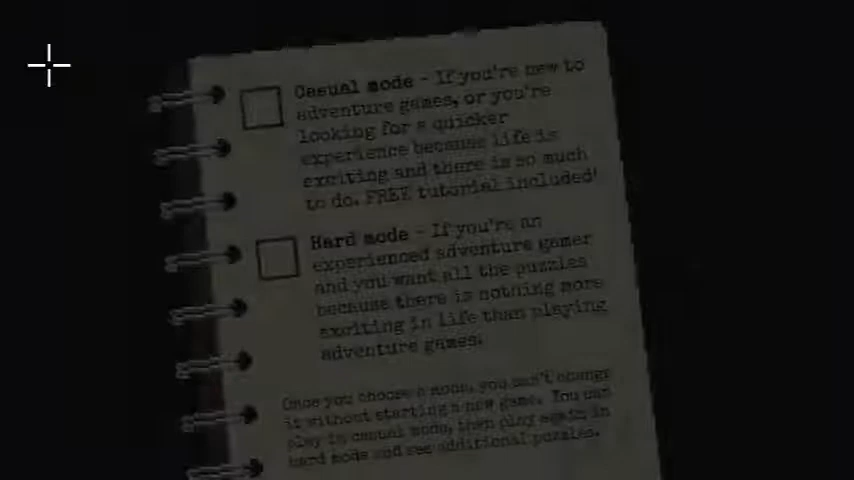 Casual mode - If you're new to
adventure games, or you're
looking for a quicker
experience because life is
exciting and there is so much
to do. FREE tutorial included!
Hard mode - If you're an
experienced adventure gamer
and you want all the puzzles
because there is nothing more
exciting in life than playing
adventure games.
Once you choose a mode, you can't change
it without starting a new game. You can
play in casual mode, then play again in
hard mode and see additional puzzles.